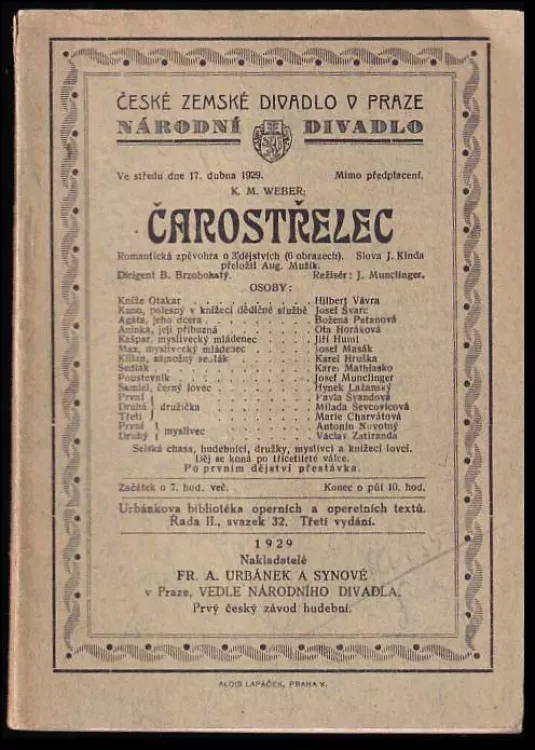 ČESKÉ ZEMSKÉ DIVADLO V PRAZE
NÁRODNÍ DIVADLO
Ve středu dne 17. dubna 1929. Mimo předplacení.
K. M. WEBER:
ČAROSTŘELEC
Romantická zpěvohra o 3 dějstvích (6 obrazech). Slova J. Kinda
přeložil Aug. Mužík.
Dirigent B. Brzobohatý. Režisér: J. Munclinger.
OSOBY:
Kníže Otakar . . . . . . . . . . Hilbert Vávra
Kuno, polesný v knížecí dědičné službě Josef Švarc
Agáta, jeho dcera . . . . . . . . Božena Petanová
Aninka, její příbuzná . . . . . . . Ota Horáková
Kašpar, myslivecký mládenec . . . . . Jiří Huml
Max, myslivecký mládenec . . . . . . Josef Masák
Kilian, zámožný sedlák . . . . . . Karel Hruška
Sedlák . . . . . . . . . . . . Karel Mathiasko
Poustevník . . . . . . . . . . . Josef Munclinger
Samiel, černý lovec . . . . . . . Hynek Lažanský
První . . . . . . . Pavla Švandová
Druhá } družička . . . . . . . Milada Ševcovicová
Třetí . . . . . . . Marie Charvátová
První } myslivec . . . . . . . Antonín Novotný
Druhý . . . . . . . Václav Zatiranda
Selská chasa, hudebníci, družky, myslivci a knížecí lovci.
Děj se koná po třicetileté válce.
Po prvním dějství přestávka.
Začátek o 7. hod. več. Konec o půl 10. hod.
Urbánkova bibliotéka operních a operetních textů.
Řada II., svazek 32. Třetí vydání.
1929
Nakladatelé
FR. A. URBÁNEK A SYNOVÉ
v Praze, VEDLE NÁRODNÍHO DIVADLA.
Prvý český závod hudební.
ALOIS LAPÁČEK, PRAHA V.